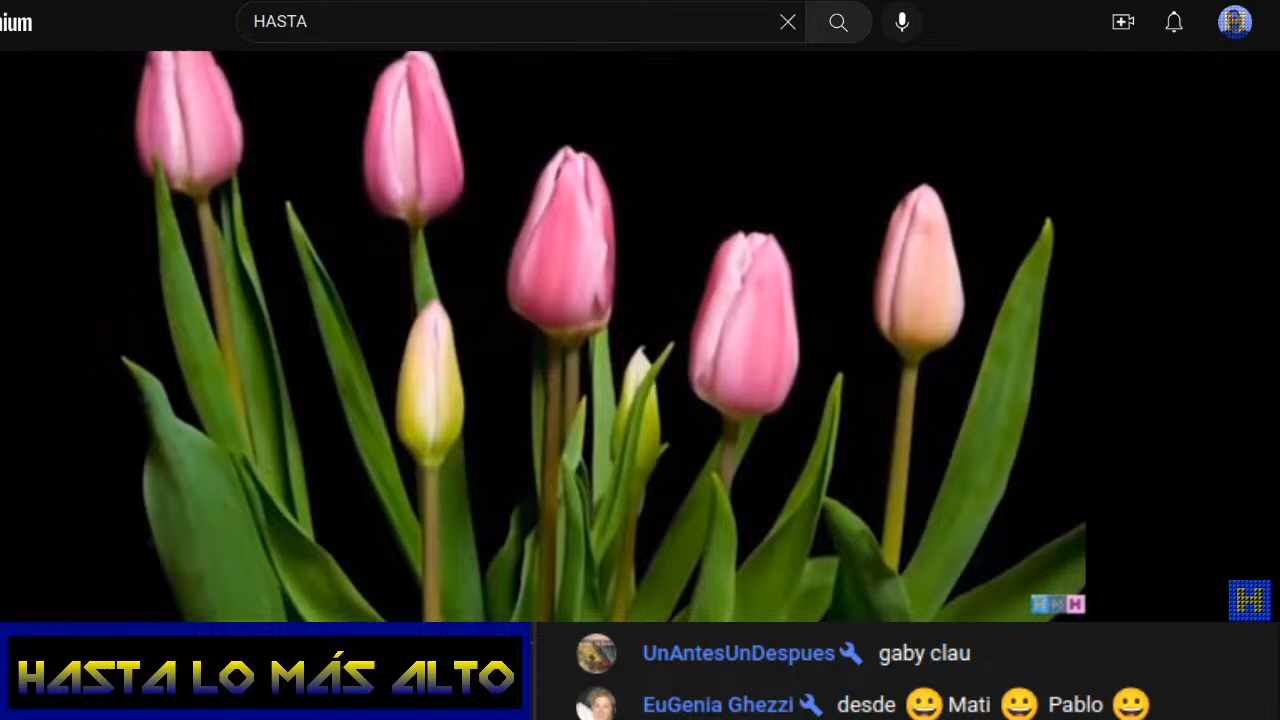 nium
HASTA
HASTA LO MÁS ALTO
UnAntesUnDespues gaby clau
EuGenia Ghezzi desde Mati Pablo
H